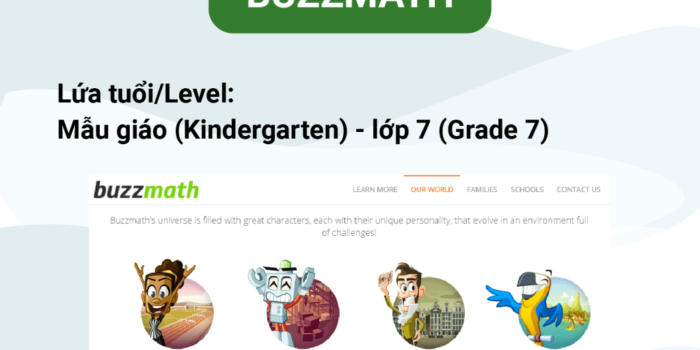 BUZZMATH
Lứa tuổi/Level:
Mẫu giáo (Kindergarten) - lớp 7 (Grade 7)
buzzmath
LEARN MORE OUR WORLD FAMILIES SCHOOLS CONTACT US
Buzzmath's universe is filled with great characters, each with their unique personality, that evolve in an environment full
of challenges!